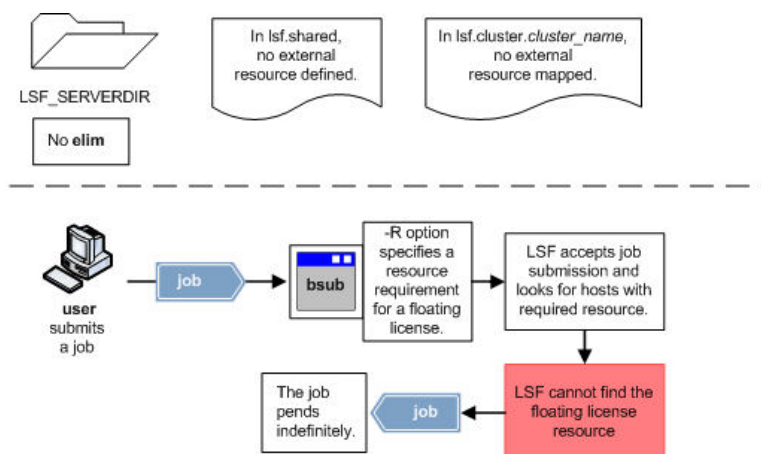 In lsf.shared,
no external
resource defined.
In lsf.cluster.cluster_name,
no external
resource mapped.
LSF_SERVERDIR
No elim
user
submits
a job
job
bsub
-R option
specifies a
resource
requirement
for a floating
license.
LSF accepts job
submission and
looks for hosts with
required resource.
LSF cannot find the
floating license
resource
job
The job
pends
indefinitely.